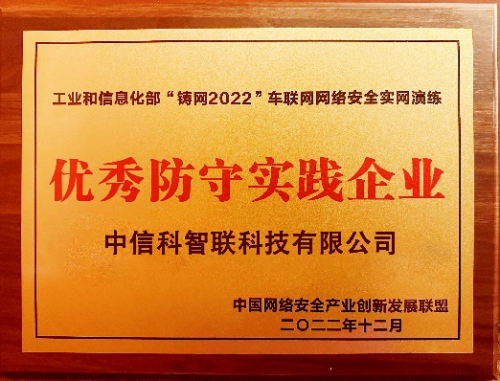 工业和信息化部“铸网2022”车联网网络安全实网演练
优秀防守实践企业
中信科智联科技有限公司
中国网络安全产业创新发展联盟
二〇二二年十二月